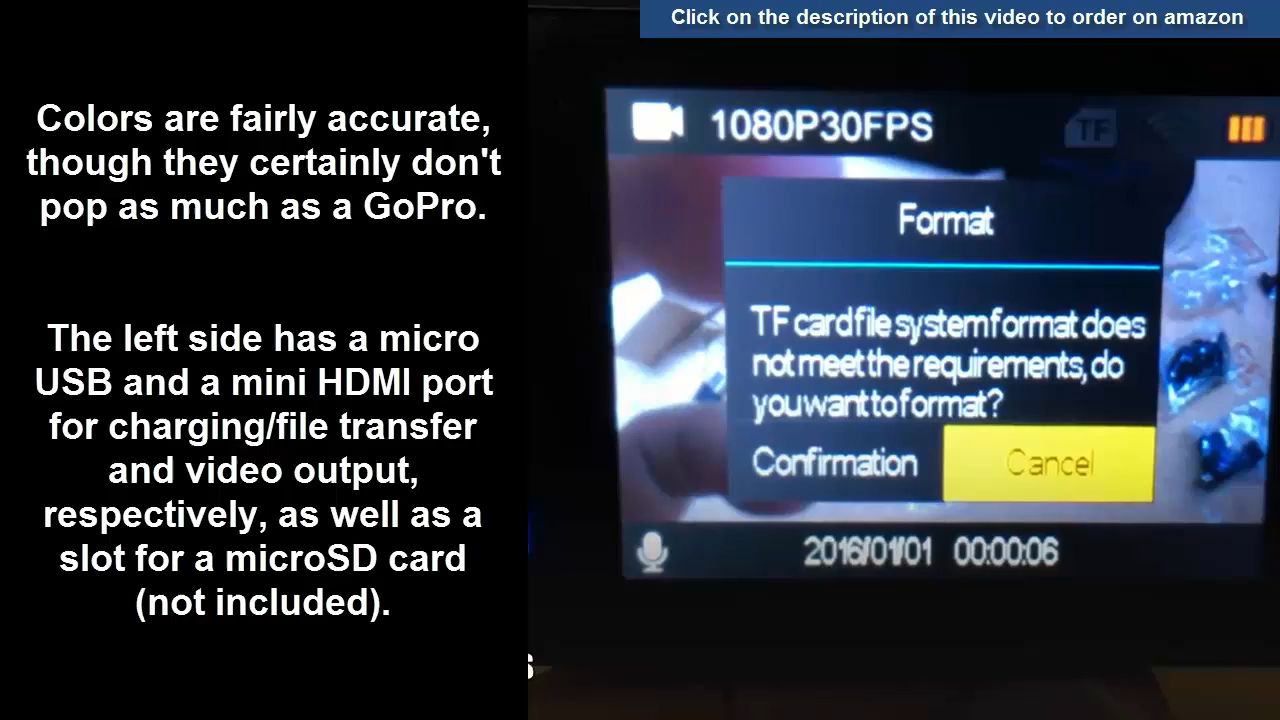 Click on the description of this video to order on amazon
Colors are fairly accurate,
though they certainly don't
pop as much as a GoPro.
The left side has a micro
USB and a mini HDMI port
for charging/file transfer
and video output,
respectively, as well as a
slot for a microSD card
(not included).
1080P30FPS
TF
Format
TF card file system format does
not meet the requirements, do
you want to format?
Confirmation
Cancel
2016/01/01 00:00:06